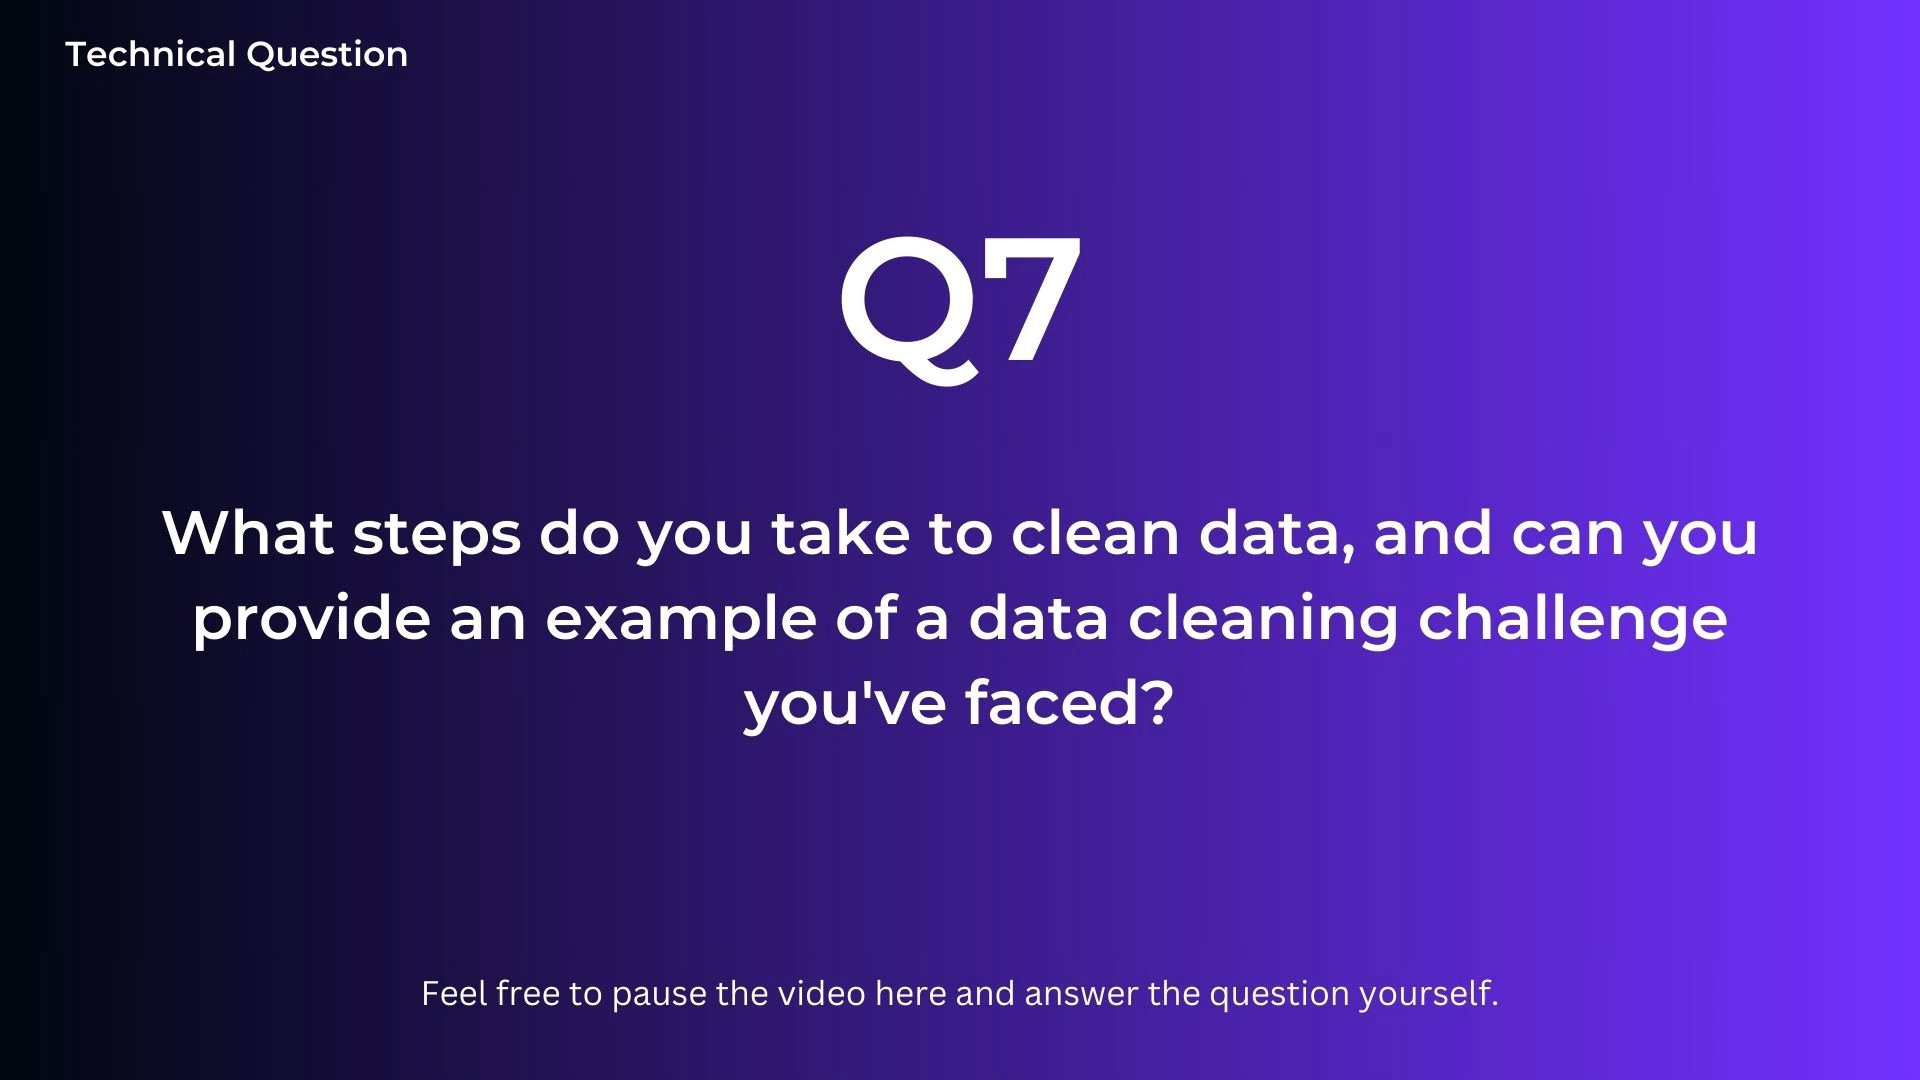 Technical Question
Q7
What steps do you take to clean data, and can you
provide an example of a data cleaning challenge
you've faced?
Feel free to pause the video here and answer the question yourself.